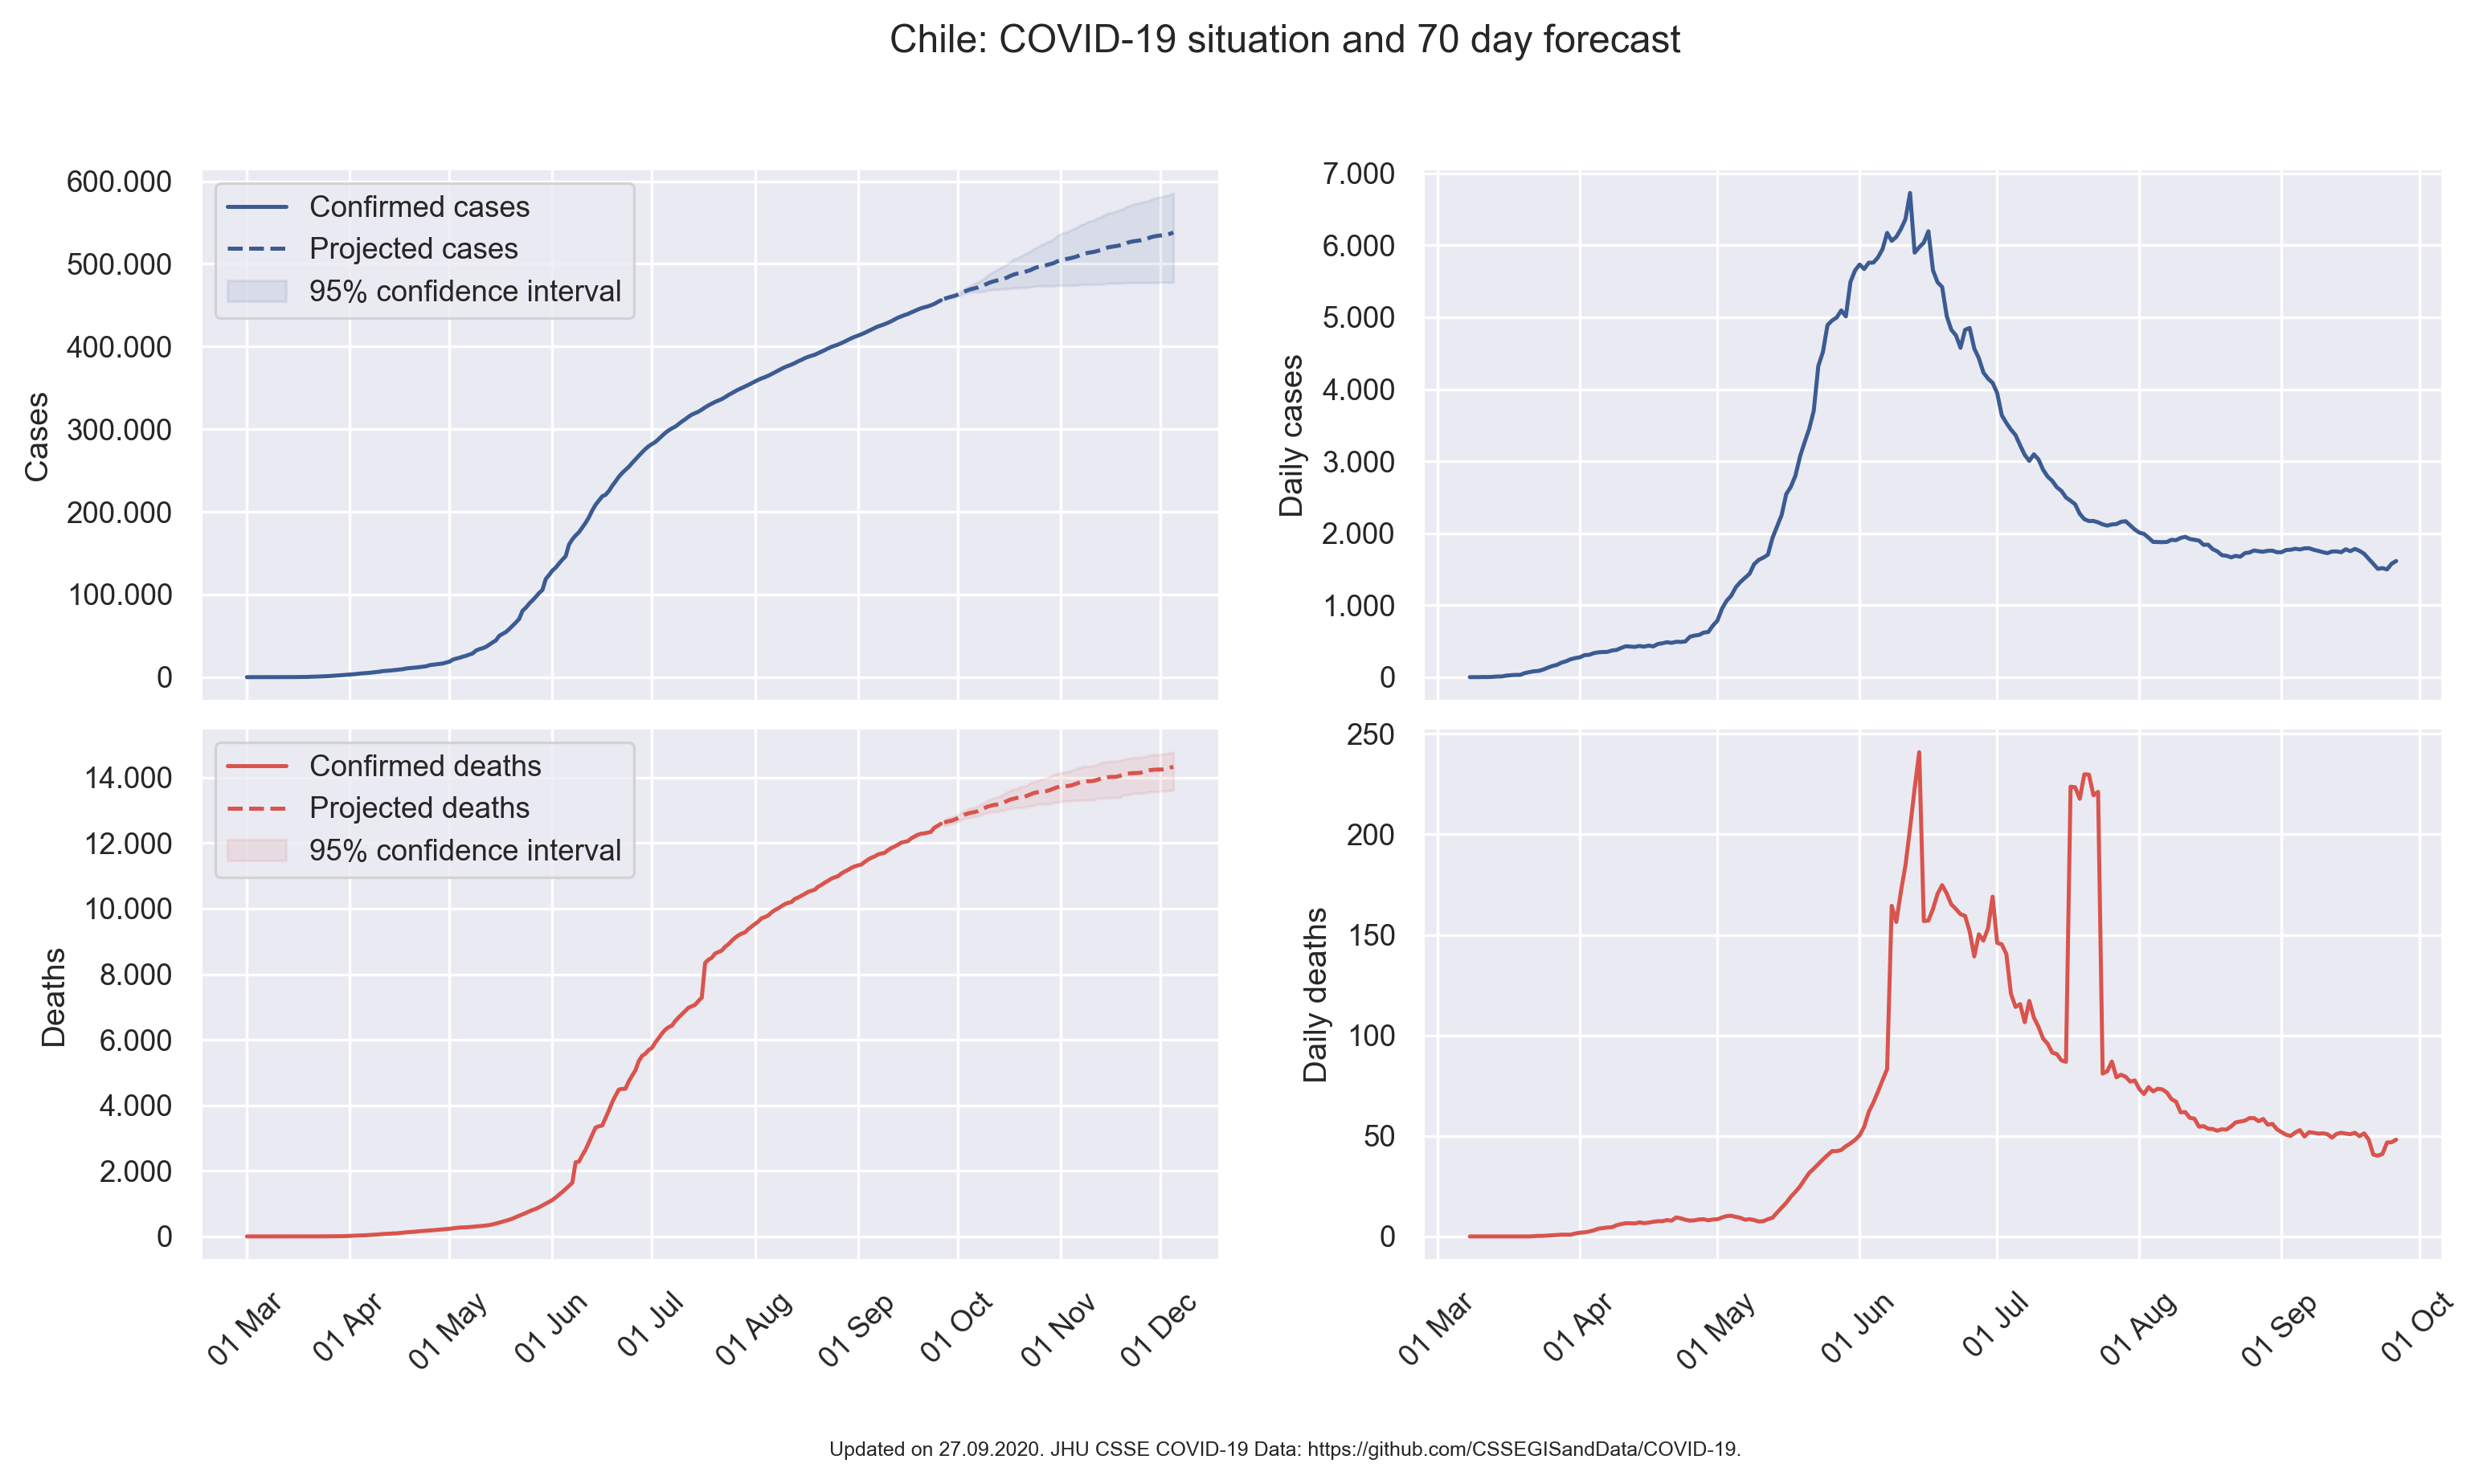 Chile: COVID-19 situation and 70 day forecast
600.000
500.000
400.000
300.000
200.000
100.000
0
Cases
Confirmed cases
Projected cases
95% confidence interval
7.000
6.000
5.000
4.000
3.000
2.000
1.000
0
Daily cases
14.000
12.000
10.000
8.000
6.000
4.000
2.000
0
Deaths
Confirmed deaths
Projected deaths
95% confidence interval
01 Mar
01 Apr
01 May
01 Jun
01 Jul
01 Aug
01 Sep
01 Oct
01 Nov
01 Dec
250
200
150
100
50
0
Daily deaths
01 Mar
01 Apr
01 May
01 Jun
01 Jul
01 Aug
01 Sep
01 Oct
Updated on 27.09.2020. JHU CSSE COVID-19 Data: https://github.com/CSSEGISandData/COVID-19.